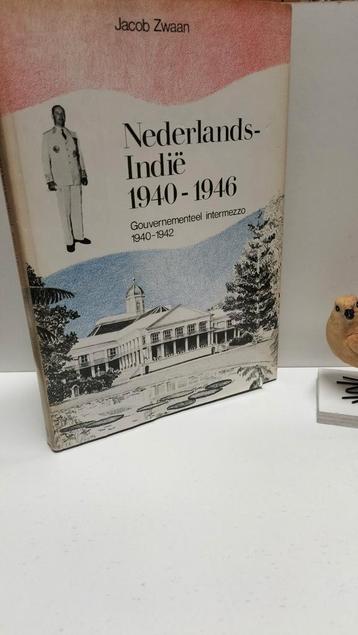 Jacob Zwaan
Nederlands-
Indië
1940-1946
Gouvernementeel intermezzo
1940-1942